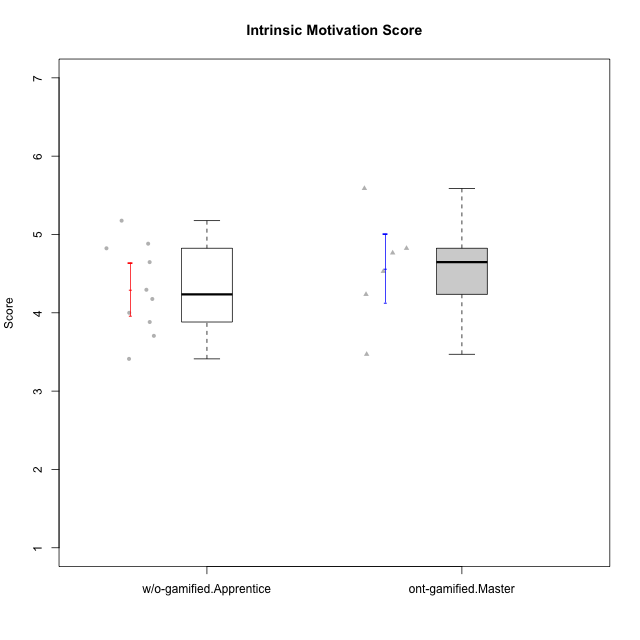 Intrinsic Motivation Score
7
6
5
4
3
2
1
Score
w/o-gamified.Apprentice
ont-gamified.Master